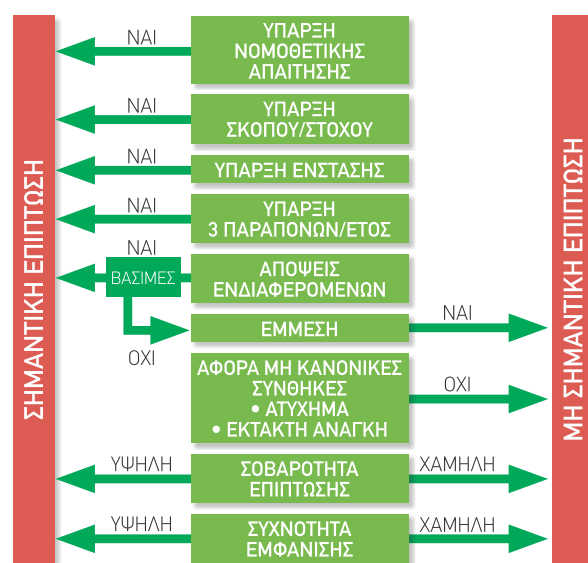 ΣΗΜΑΝΤΙΚΗ ΕΠΙΠΤΩΣΗ
ΝΑΙ
ΥΠΑΡΞΗ
ΝΟΜΟΘΕΤΙΚΗΣ
ΑΠΑΙΤΗΣΗΣ
ΝΑΙ
ΥΠΑΡΞΗ
ΣΚΟΠΟΥ/ΣΤΟΧΟΥ
ΝΑΙ
ΥΠΑΡΞΗ ΕΝΣΤΑΣΗΣ
ΝΑΙ
ΥΠΑΡΞΗ
3 ΠΑΡΑΠΟΝΩΝ/ΕΤΟΣ
ΝΑΙ
ΒΑΣΙΜΕΣ
ΑΠΟΨΕΙΣ
ΕΝΔΙΑΦΕΡΟΜΕΝΩΝ
ΟΧΙ
ΕΜΜΕΣΗ
ΝΑΙ
ΑΦΟΡΑ ΜΗ ΚΑΝΟΝΙΚΕΣ
ΣΥΝΘΗΚΕΣ
• ΑΤΥΧΗΜΑ
• ΕΚΤΑΚΤΗ ΑΝΑΓΚΗ
ΟΧΙ
ΥΨΗΛΗ
ΣΟΒΑΡΟΤΗΤΑ
ΕΠΙΠΤΩΣΗΣ
ΧΑΜΗΛΗ
ΥΨΗΛΗ
ΣΥΧΝΟΤΗΤΑ
ΕΜΦΑΝΙΣΗΣ
ΧΑΜΗΛΗ
ΜΗ ΣΗΜΑΝΤΙΚΗ ΕΠΙΠΤΩΣΗ